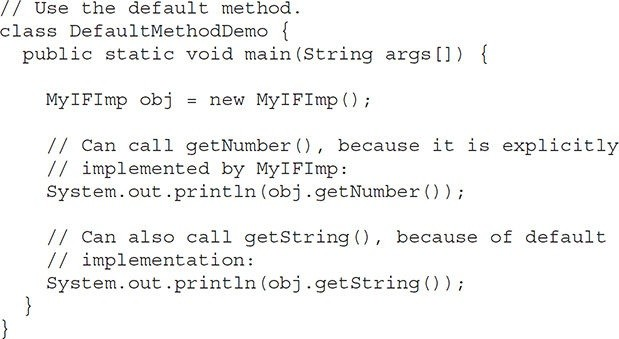 // Use the default method.
class DefaultMethodDemo {
  public static void main(String args[]) {

    MyIFImp obj = new MyIFImp();

    // Can call getNumber(), because it is explicitly
    // implemented by MyIFImp:
    System.out.println(obj.getNumber());

    // Can also call getString(), because of default
    // implementation:
    System.out.println(obj.getString());
  }
}